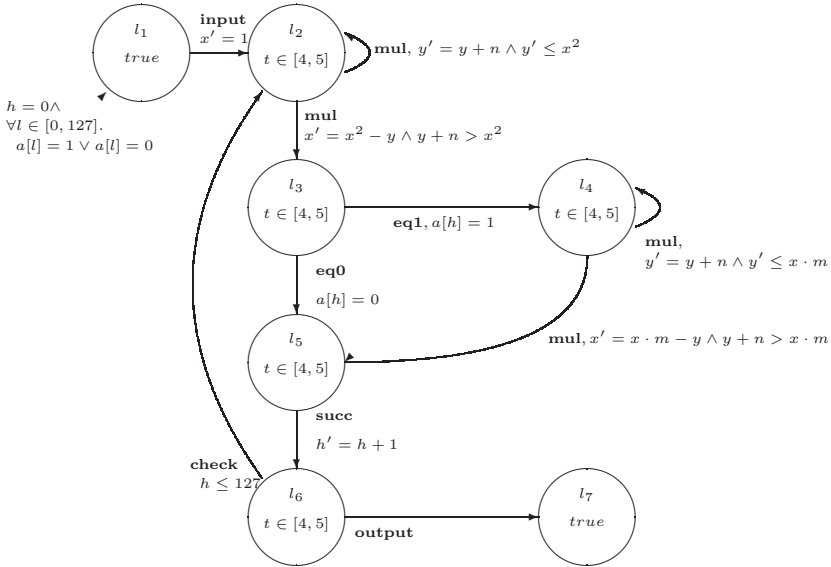 l₁
true
input
x′ = 1
l₂
t ∈ [4, 5]
mul, y′ = y + n ∧ y′ ≤ x²
h = 0∧
∀l ∈ [0, 127].
a[l] = 1 ∨ a[l] = 0
mul
x′ = x² − y ∧ y + n > x²
l₃
t ∈ [4, 5]
eq1, a[h] = 1
l₄
t ∈ [4, 5]
mul,
y′ = y + n ∧ y′ ≤ x · m
eq0
a[h] = 0
l₅
t ∈ [4, 5]
mul, x′ = x · m − y ∧ y + n > x · m
succ
h′ = h + 1
check
h ≤ 127
l₆
t ∈ [4, 5]
output
l₇
true